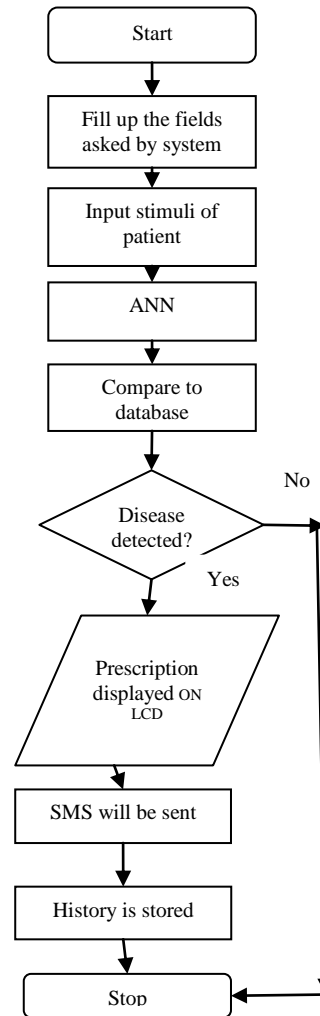 Start
Fill up the fields
asked by system
Input stimuli of
patient
ANN
Compare to
database
No
Disease
detected?
Yes
Prescription
displayed ON
LCD
SMS will be sent
History is stored
Stop